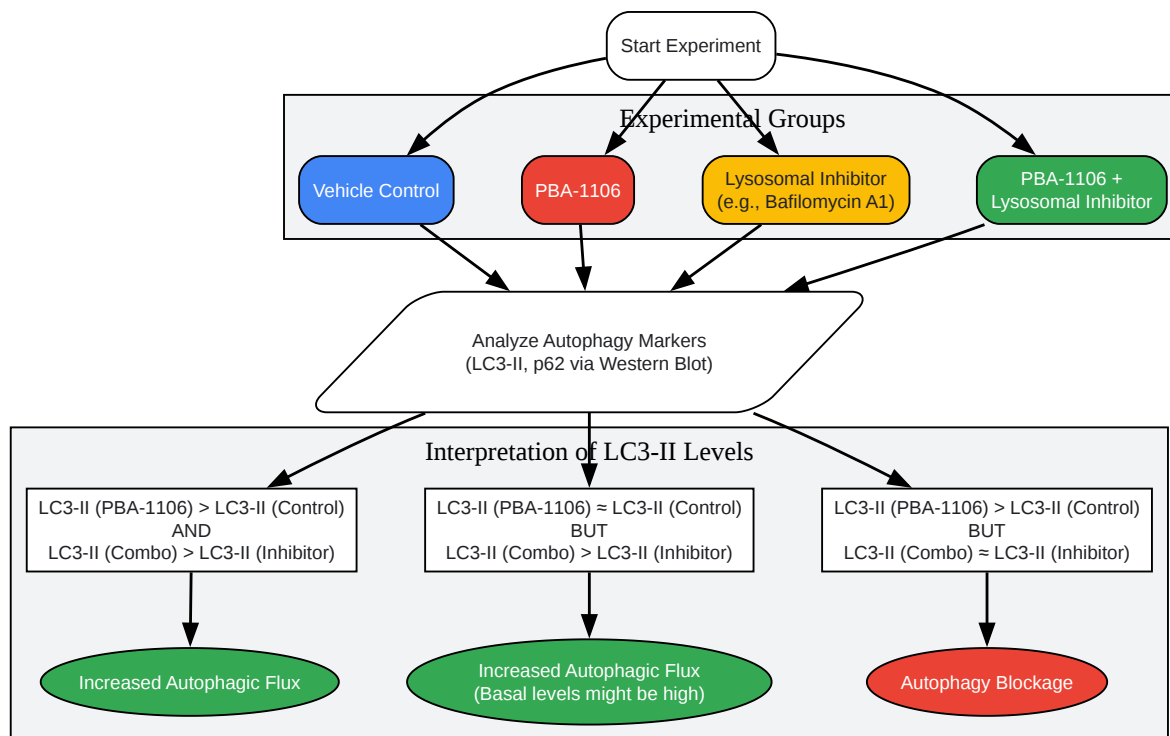 Start Experiment
Experimental Groups
Vehicle Control
PBA-1106
Lysosomal Inhibitor
(e.g., Bafilomycin A1)
PBA-1106 +
Lysosomal Inhibitor
Analyze Autophagy Markers
(LC3-II, p62 via Western Blot)
Interpretation of LC3-II Levels
LC3-II (PBA-1106) > LC3-II (Control)
AND
LC3-II (Combo) > LC3-II (Inhibitor)
LC3-II (PBA-1106) ≈ LC3-II (Control)
BUT
LC3-II (Combo) > LC3-II (Inhibitor)
LC3-II (PBA-1106) > LC3-II (Control)
BUT
LC3-II (Combo) ≈ LC3-II (Inhibitor)
Increased Autophagic Flux
Increased Autophagic Flux
(Basal levels might be high)
Autophagy Blockage